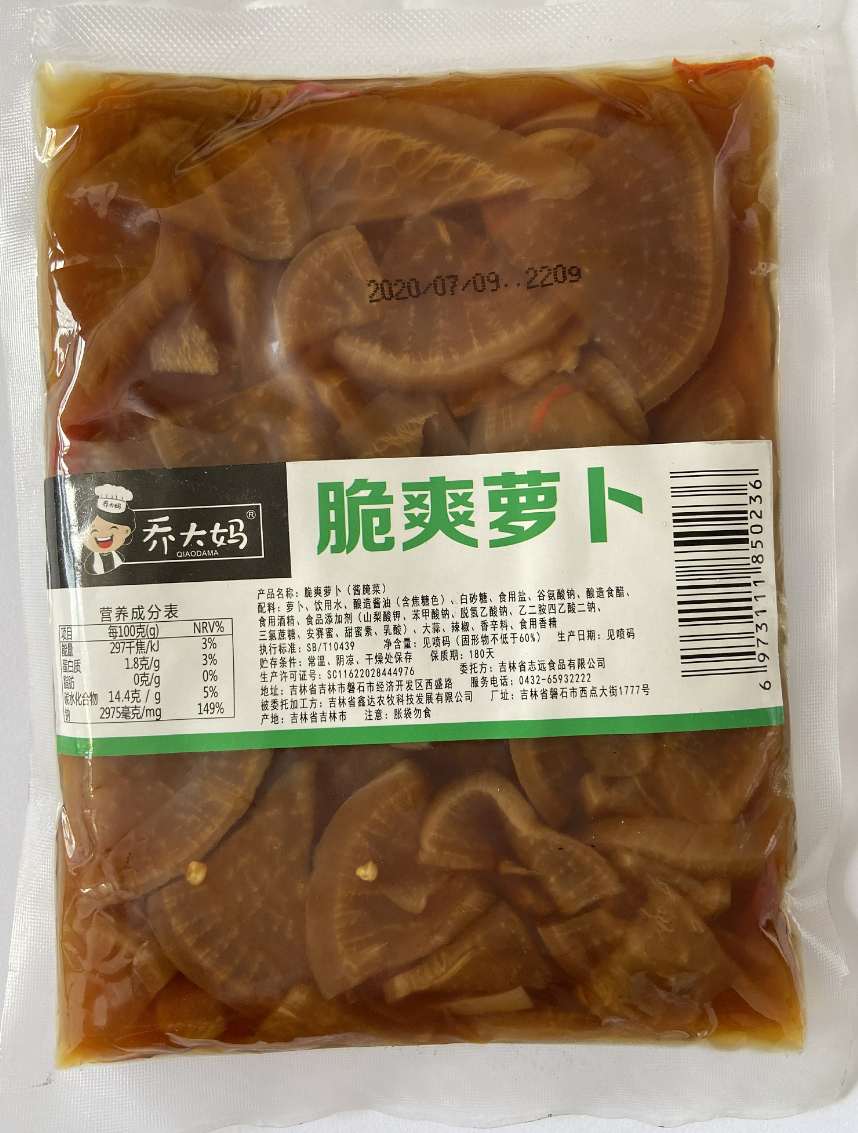 2020/07/09..220g
乔大妈
乔大妈®
QIAODAMA
脆爽萝卜
营养成分表
项目 每100克(g) NRV%
能量 297千焦/kJ 3%
蛋白质 1.8克/g 3%
脂肪 0克/g 0%
碳水化合物 14.4克/g 5%
钠 2975毫克/mg 149%
产品名称:脆爽萝卜(酱腌菜)
配料:萝卜、饮用水、酿造酱油(含焦糖色)、白砂糖、食用盐、谷氨酸钠、酿造食醋、
食用酒精、食品添加剂(山梨酸钾、苯甲酸钠、脱氢乙酸钠、乙二胺四乙酸二钠、
三氯蔗糖、安赛蜜、甜蜜素、乳酸)、大蒜、辣椒、香辛料、食用香精
执行标准:SB/T10439 净含量:见喷码(固形物不低于60%) 生产日期:见喷码
贮存条件:常温、阴凉、干燥处保存 保质期:180天
生产许可证号:SC11622028444976 委托方:吉林省志远食品有限公司
地址:吉林省吉林市磐石市经济开发区西盛路 服务电话:0432-65932222
被委托加工方:吉林省鑫达农牧科技发展有限公司 厂址:吉林省磐石市西点大街1777号
产地:吉林省吉林市 注意:胀袋勿食
6973111850236